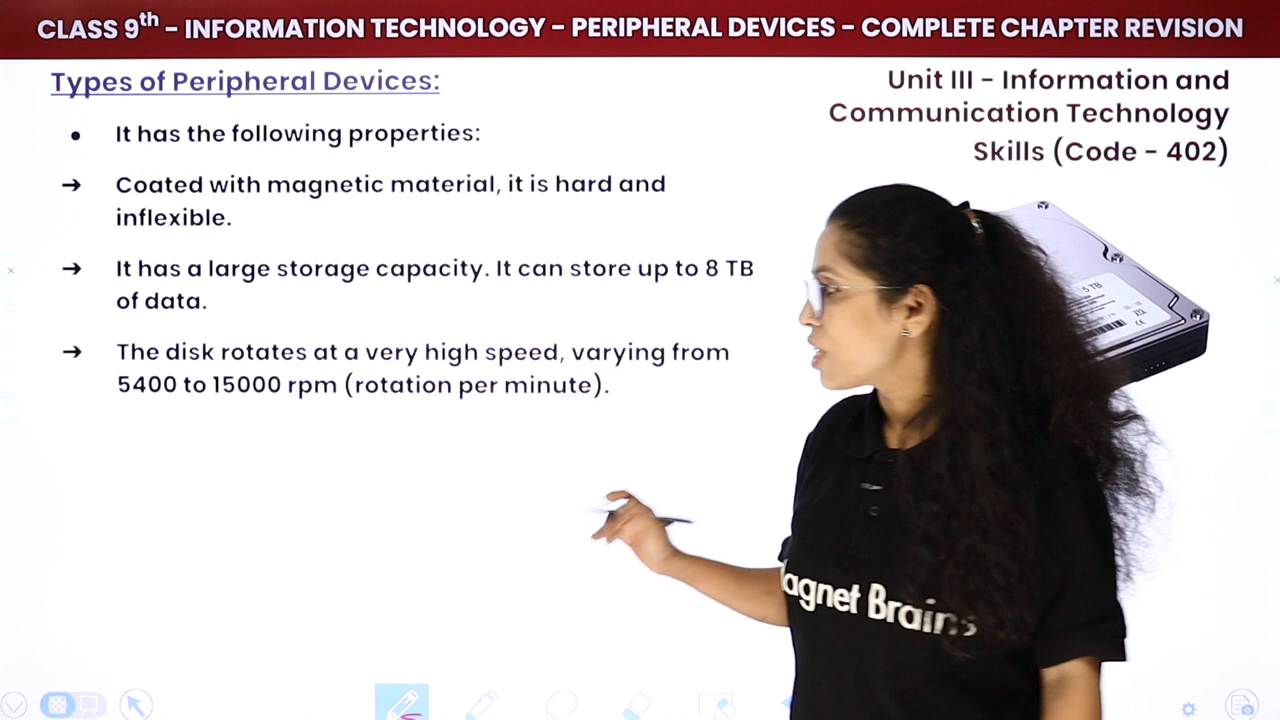 CLASS 9th – INFORMATION TECHNOLOGY – PERIPHERAL DEVICES – COMPLETE CHAPTER REVISION
Types of Peripheral Devices:
Unit III – Information and
Communication Technology
Skills (Code – 402)
• It has the following properties:
→ Coated with magnetic material, it is hard and
inflexible.
→ It has a large storage capacity. It can store up to 8 TB
of data.
→ The disk rotates at a very high speed, varying from
5400 to 15000 rpm (rotation per minute).
5 TB
agnet Brains